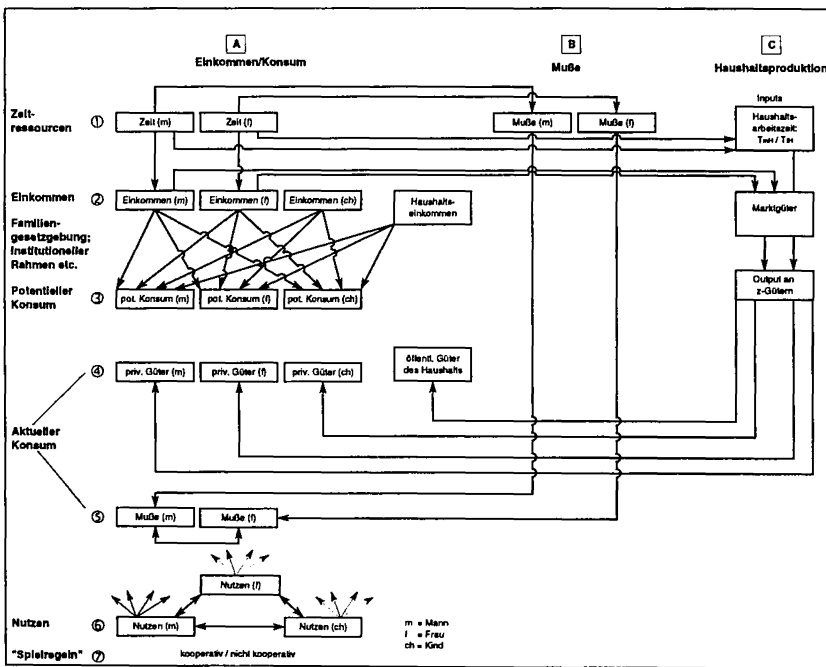 A
B
C
Einkommen/Konsum
Muße
Haushaltsproduktion
Inputs
Zeit-
ressourcen
①
Zeit (m)
Zeit (f)
Muße (m)
Muße (f)
Haushalts-
arbeitszeit:
Einkommen
②
Einkommen (m)
Einkommen (f)
Einkommen (ch)
Haushalts-
einkommen
Marktgüter
Familien-
gesetzgebung;
Institutioneller
Rahmen etc.
Output an
z-Gütern
Potentieller
Konsum
③
pot. Konsum (m)
pot. Konsum (f)
pot. Konsum (ch)
④
priv. Güter (m)
priv. Güter (f)
priv. Güter (ch)
öffentl. Güter
des Haushalts
Aktueller
Konsum
⑤
Muße (m)
Muße (f)
Nutzen (f)
Nutzen
⑥
Nutzen (m)
Nutzen (ch)
m = Mann
f = Frau
ch = Kind
"Spielregeln"
⑦
kooperativ / nicht kooperativ